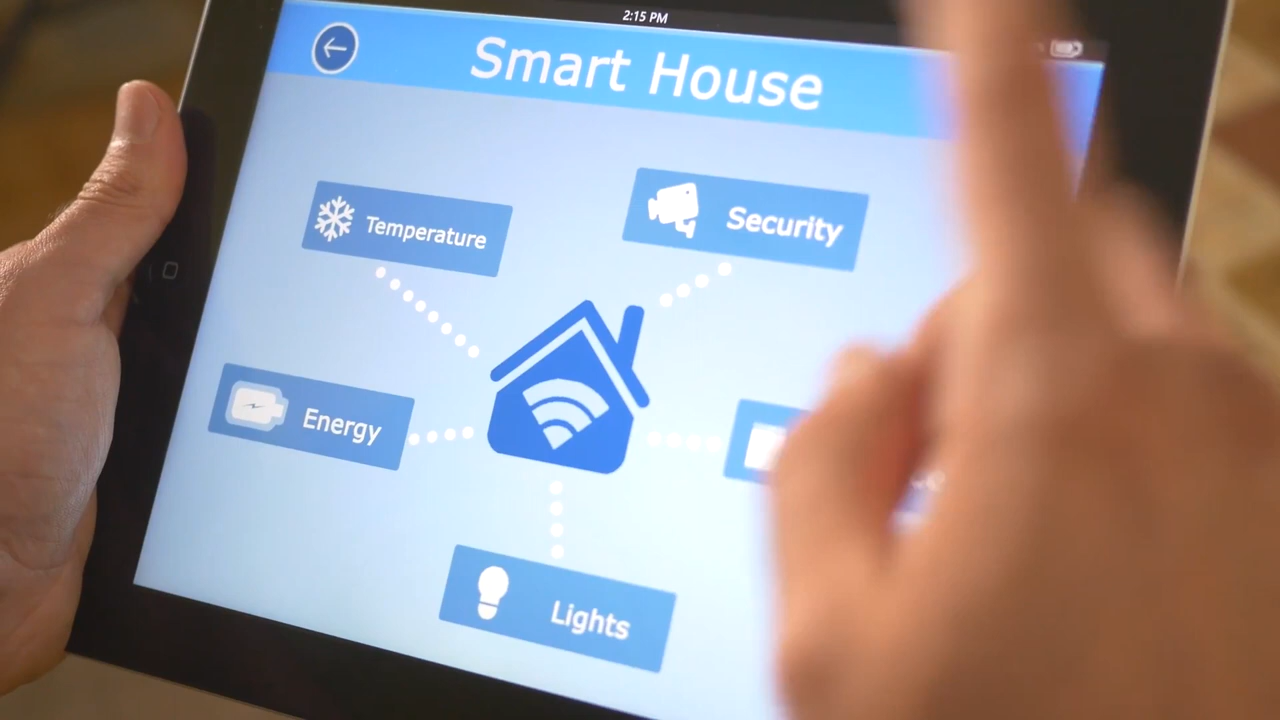 2:15 PM
Smart House
Temperature
Security
Energy
Lights